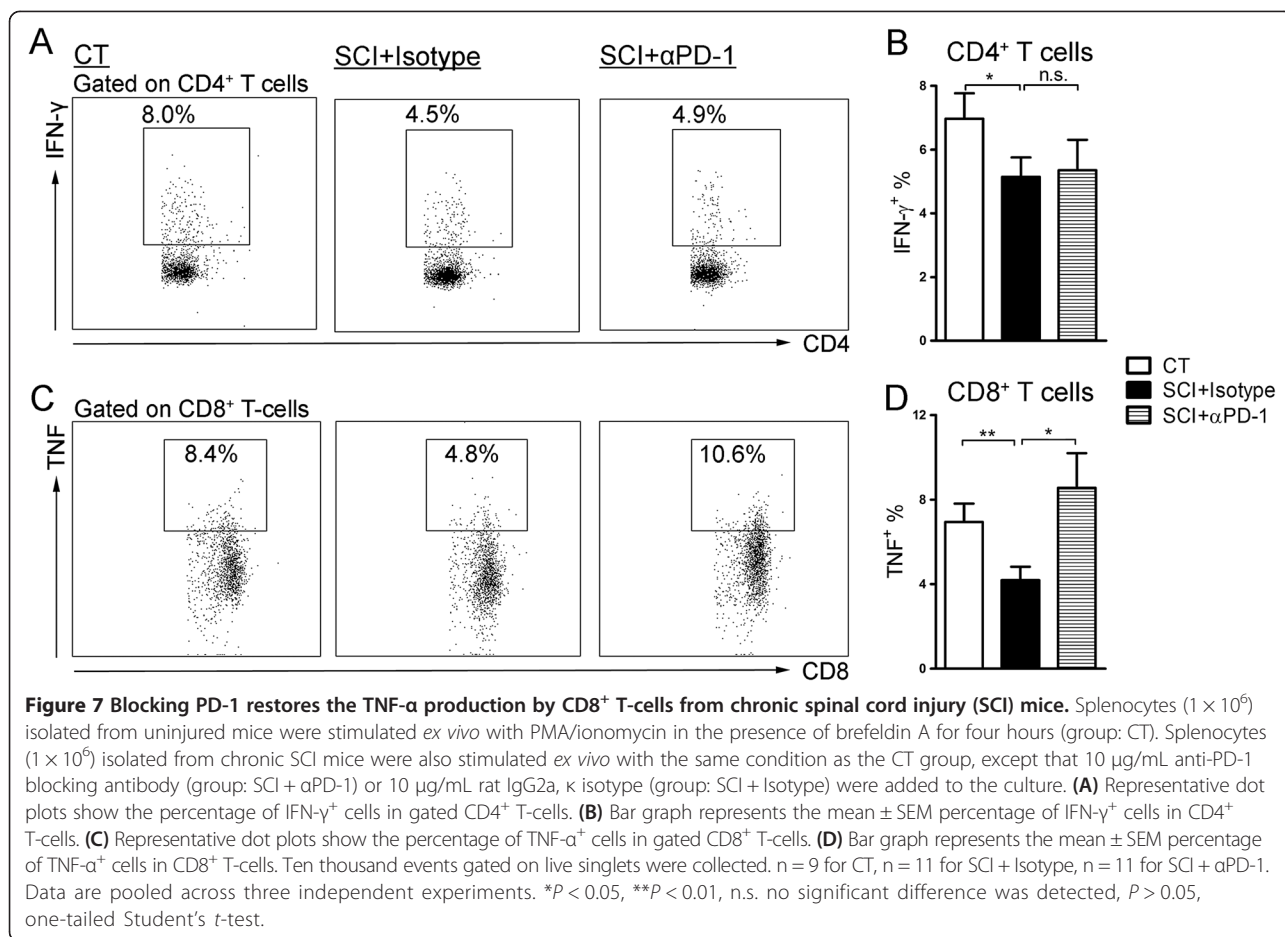 A
CT
SCI+Isotype
SCI+αPD-1
Gated on CD4⁺ T cells
8.0%
4.5%
4.9%
IFN-γ
CD4
B
CD4⁺ T cells
*
n.s.
8
6
4
2
0
IFN-γ⁺ %
CT
SCI+Isotype
SCI+αPD-1
C
Gated on CD8⁺ T-cells
8.4%
4.8%
10.6%
TNF
CD8
D
CD8⁺ T cells
**
*
12
8
4
0
TNF⁺ %
Figure 7 Blocking PD-1 restores the TNF-α production by CD8⁺ T-cells from chronic spinal cord injury (SCI) mice. Splenocytes (1 × 10⁶)
isolated from uninjured mice were stimulated ex vivo with PMA/ionomycin in the presence of brefeldin A for four hours (group: CT). Splenocytes
(1 × 10⁶) isolated from chronic SCI mice were also stimulated ex vivo with the same condition as the CT group, except that 10 μg/mL anti-PD-1
blocking antibody (group: SCI + αPD-1) or 10 μg/mL rat IgG2a, κ isotype (group: SCI + Isotype) were added to the culture. (A) Representative dot
plots show the percentage of IFN-γ⁺ cells in gated CD4⁺ T-cells. (B) Bar graph represents the mean ± SEM percentage of IFN-γ⁺ cells in CD4⁺
T-cells. (C) Representative dot plots show the percentage of TNF-α⁺ cells in gated CD8⁺ T-cells. (D) Bar graph represents the mean ± SEM percentage
of TNF-α⁺ cells in CD8⁺ T-cells. Ten thousand events gated on live singlets were collected. n = 9 for CT, n = 11 for SCI + Isotype, n = 11 for SCI + αPD-1.
Data are pooled across three independent experiments. *P < 0.05, **P < 0.01, n.s. no significant difference was detected, P > 0.05,
one-tailed Student's t-test.